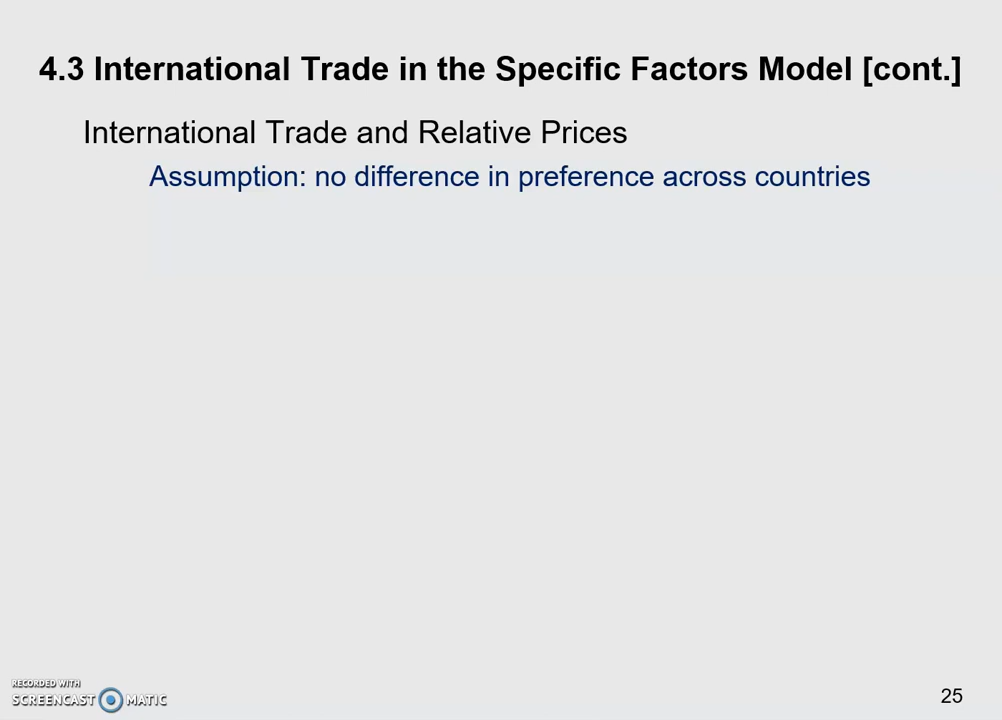 4.3 International Trade in the Specific Factors Model [cont.]
International Trade and Relative Prices
Assumption: no difference in preference across countries
RECORDED WITH
SCREENCAST MATIC
25